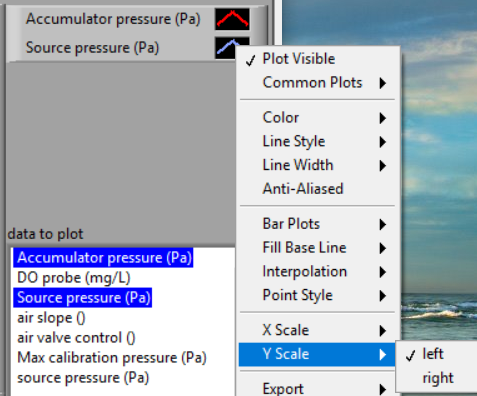 Accumulator pressure (Pa)
Source pressure (Pa)
Plot Visible
Common Plots
Color
Line Style
Line Width
Anti-Aliased
Bar Plots
Fill Base Line
Interpolation
Point Style
X Scale
Y Scale
left
right
Export
data to plot
Accumulator pressure (Pa)
DO probe (mg/L)
Source pressure (Pa)
air slope ()
air valve control ()
Max calibration pressure (Pa)
source pressure (Pa)